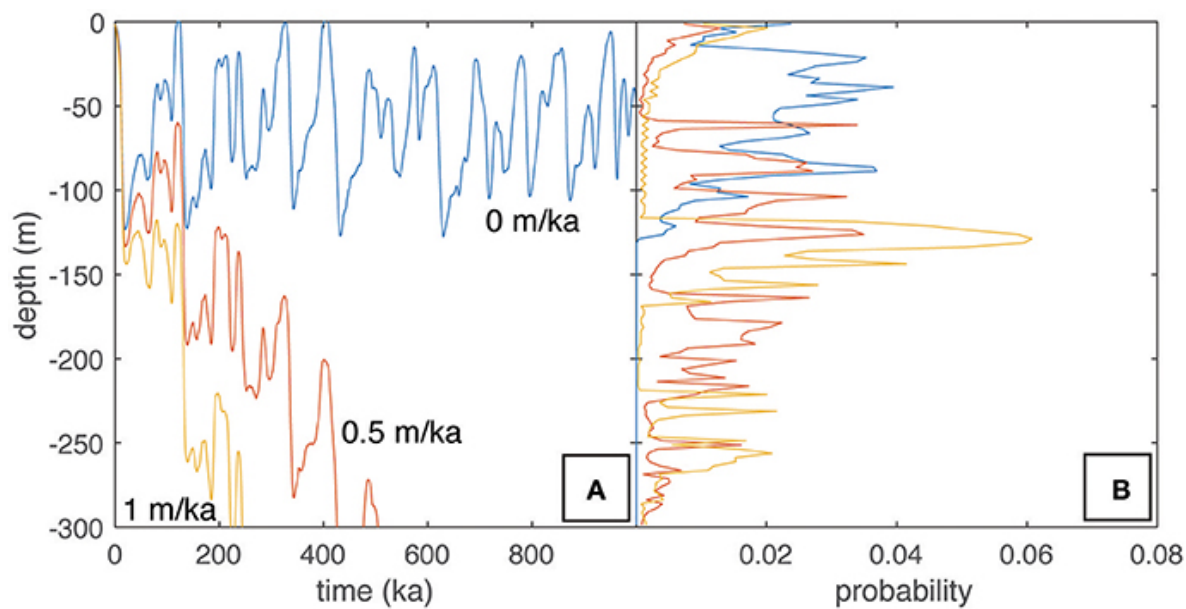 0
-50
-100
-150
-200
-250
-300
depth (m)
0 m/ka
0.5 m/ka
1 m/ka
A
0 200 400 600 800
time (ka)
B
0.02 0.04 0.06 0.08
probability